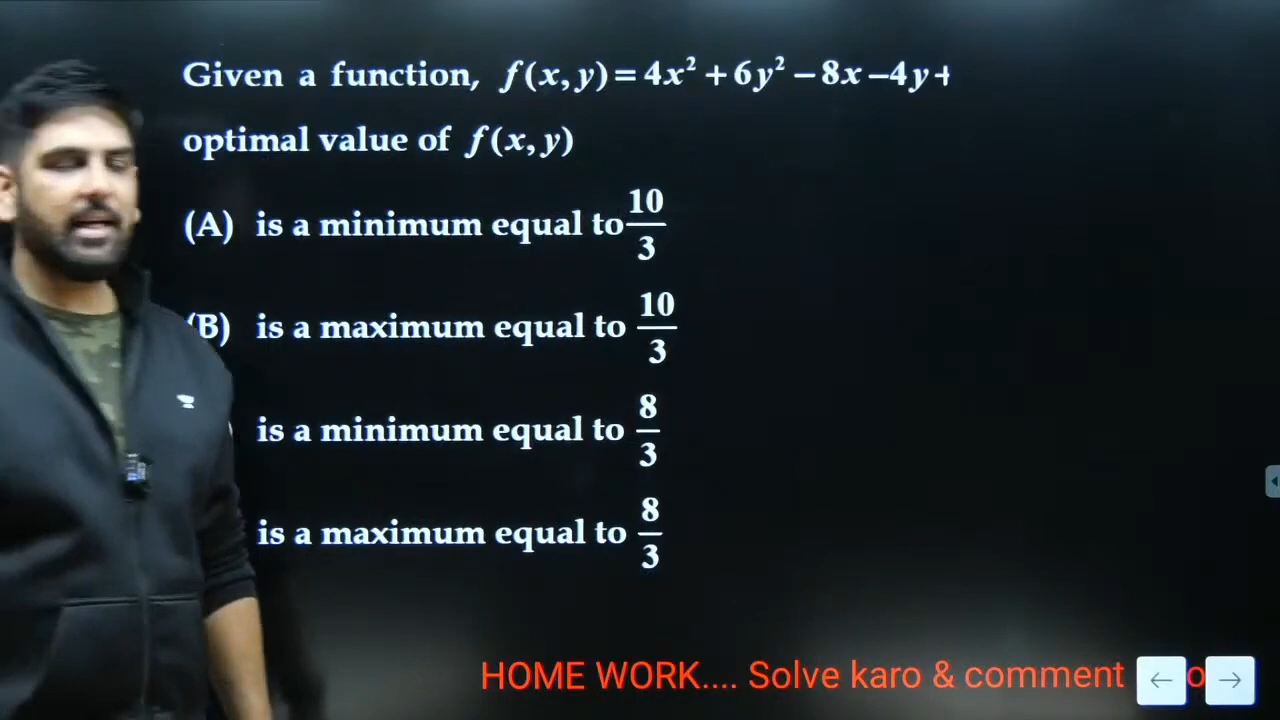 Given a function, f(x, y) = 4x² + 6y² − 8x − 4y +
optimal value of f(x, y)
(A) is a minimum equal to 10/3
(B) is a maximum equal to 10/3
is a minimum equal to 8/3
is a maximum equal to 8/3
HOME WORK.... Solve karo & comment